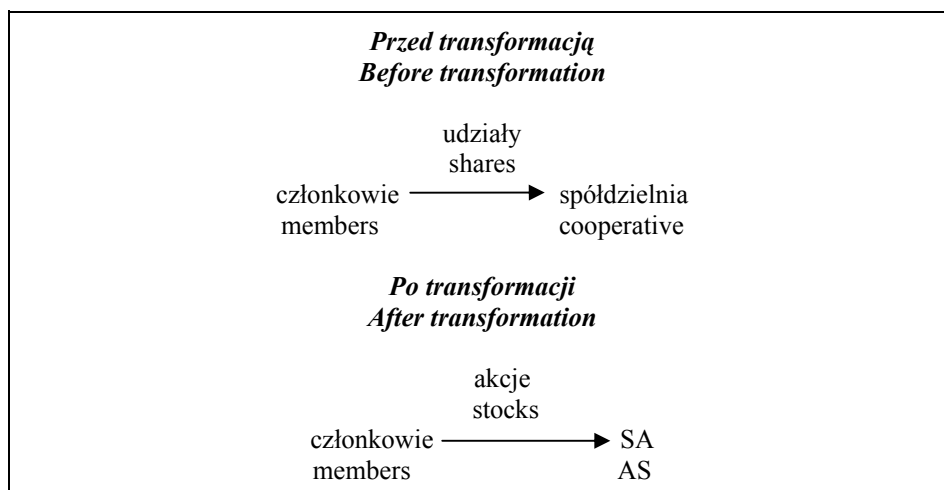 Przed transformacją
Before transformation
udziały
shares
członkowie
members
spółdzielnia
cooperative
Po transformacji
After transformation
akcje
stocks
członkowie
members
SA
AS